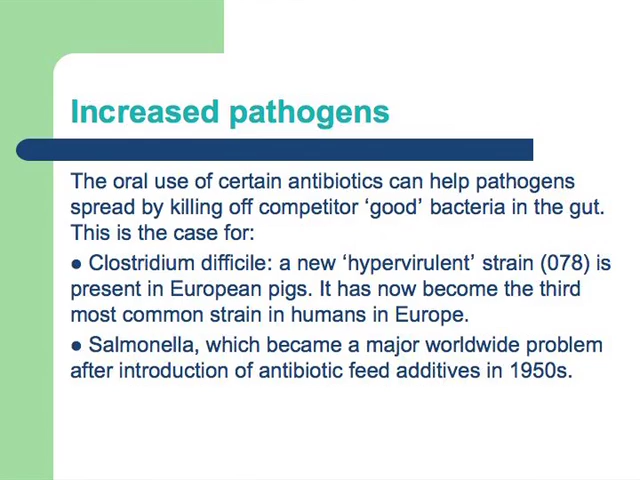 Increased pathogens
The oral use of certain antibiotics can help pathogens
spread by killing off competitor ‘good’ bacteria in the gut.
This is the case for:
● Clostridium difficile: a new ‘hypervirulent’ strain (078) is
present in European pigs. It has now become the third
most common strain in humans in Europe.
● Salmonella, which became a major worldwide problem
after introduction of antibiotic feed additives in 1950s.